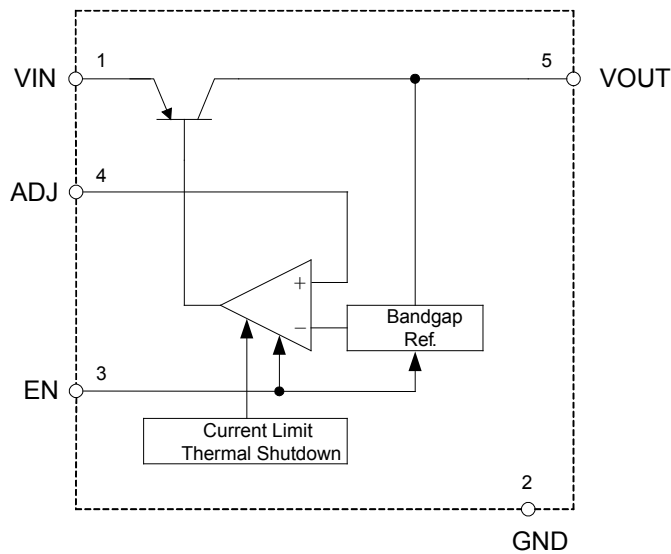 1
5
VIN
VOUT
4
ADJ
+
−
Bandgap
Ref.
3
EN
Current Limit
Thermal Shutdown
2
GND